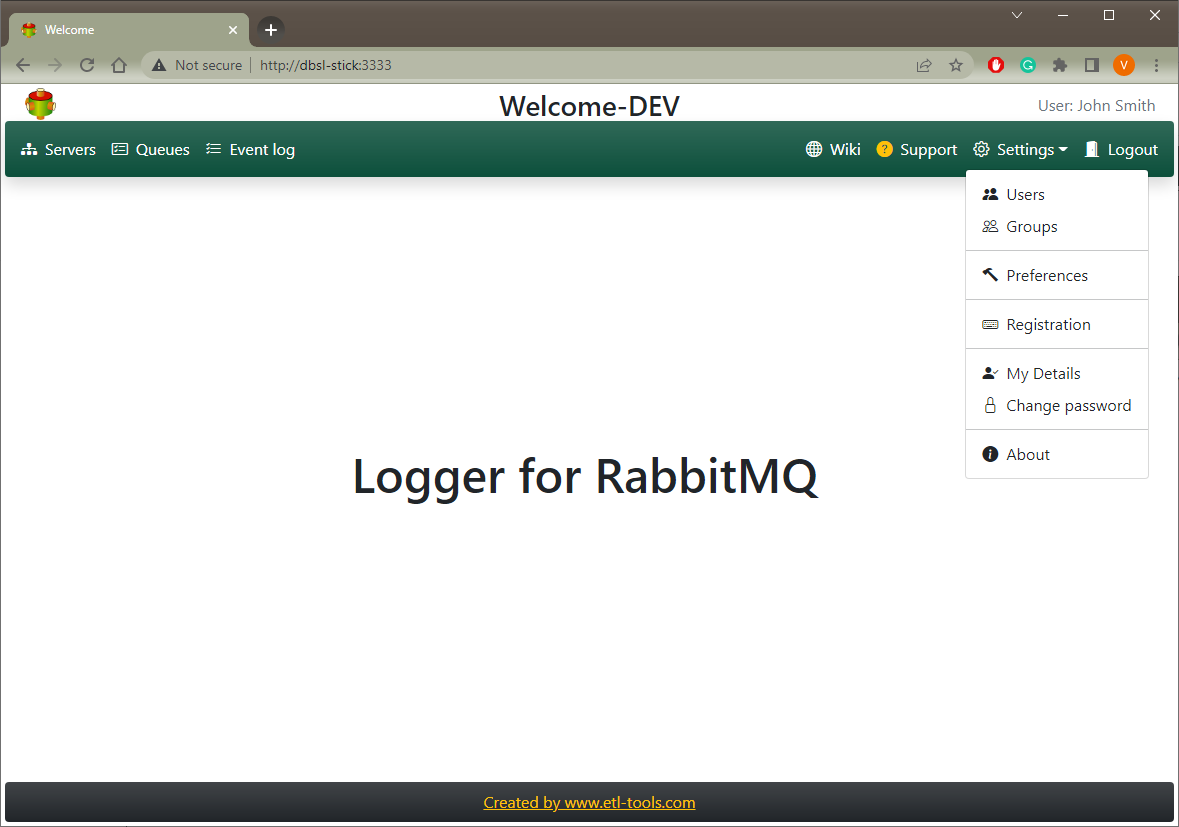 Welcome
Not secure http://dbsl-stick:3333 G V
Welcome-DEV
User: John Smith
Servers Queues Event log Wiki ? Support Settings Logout
Users
Groups
Preferences
Registration
My Details
Change password
About
Logger for RabbitMQ
Created by www.etl-tools.com